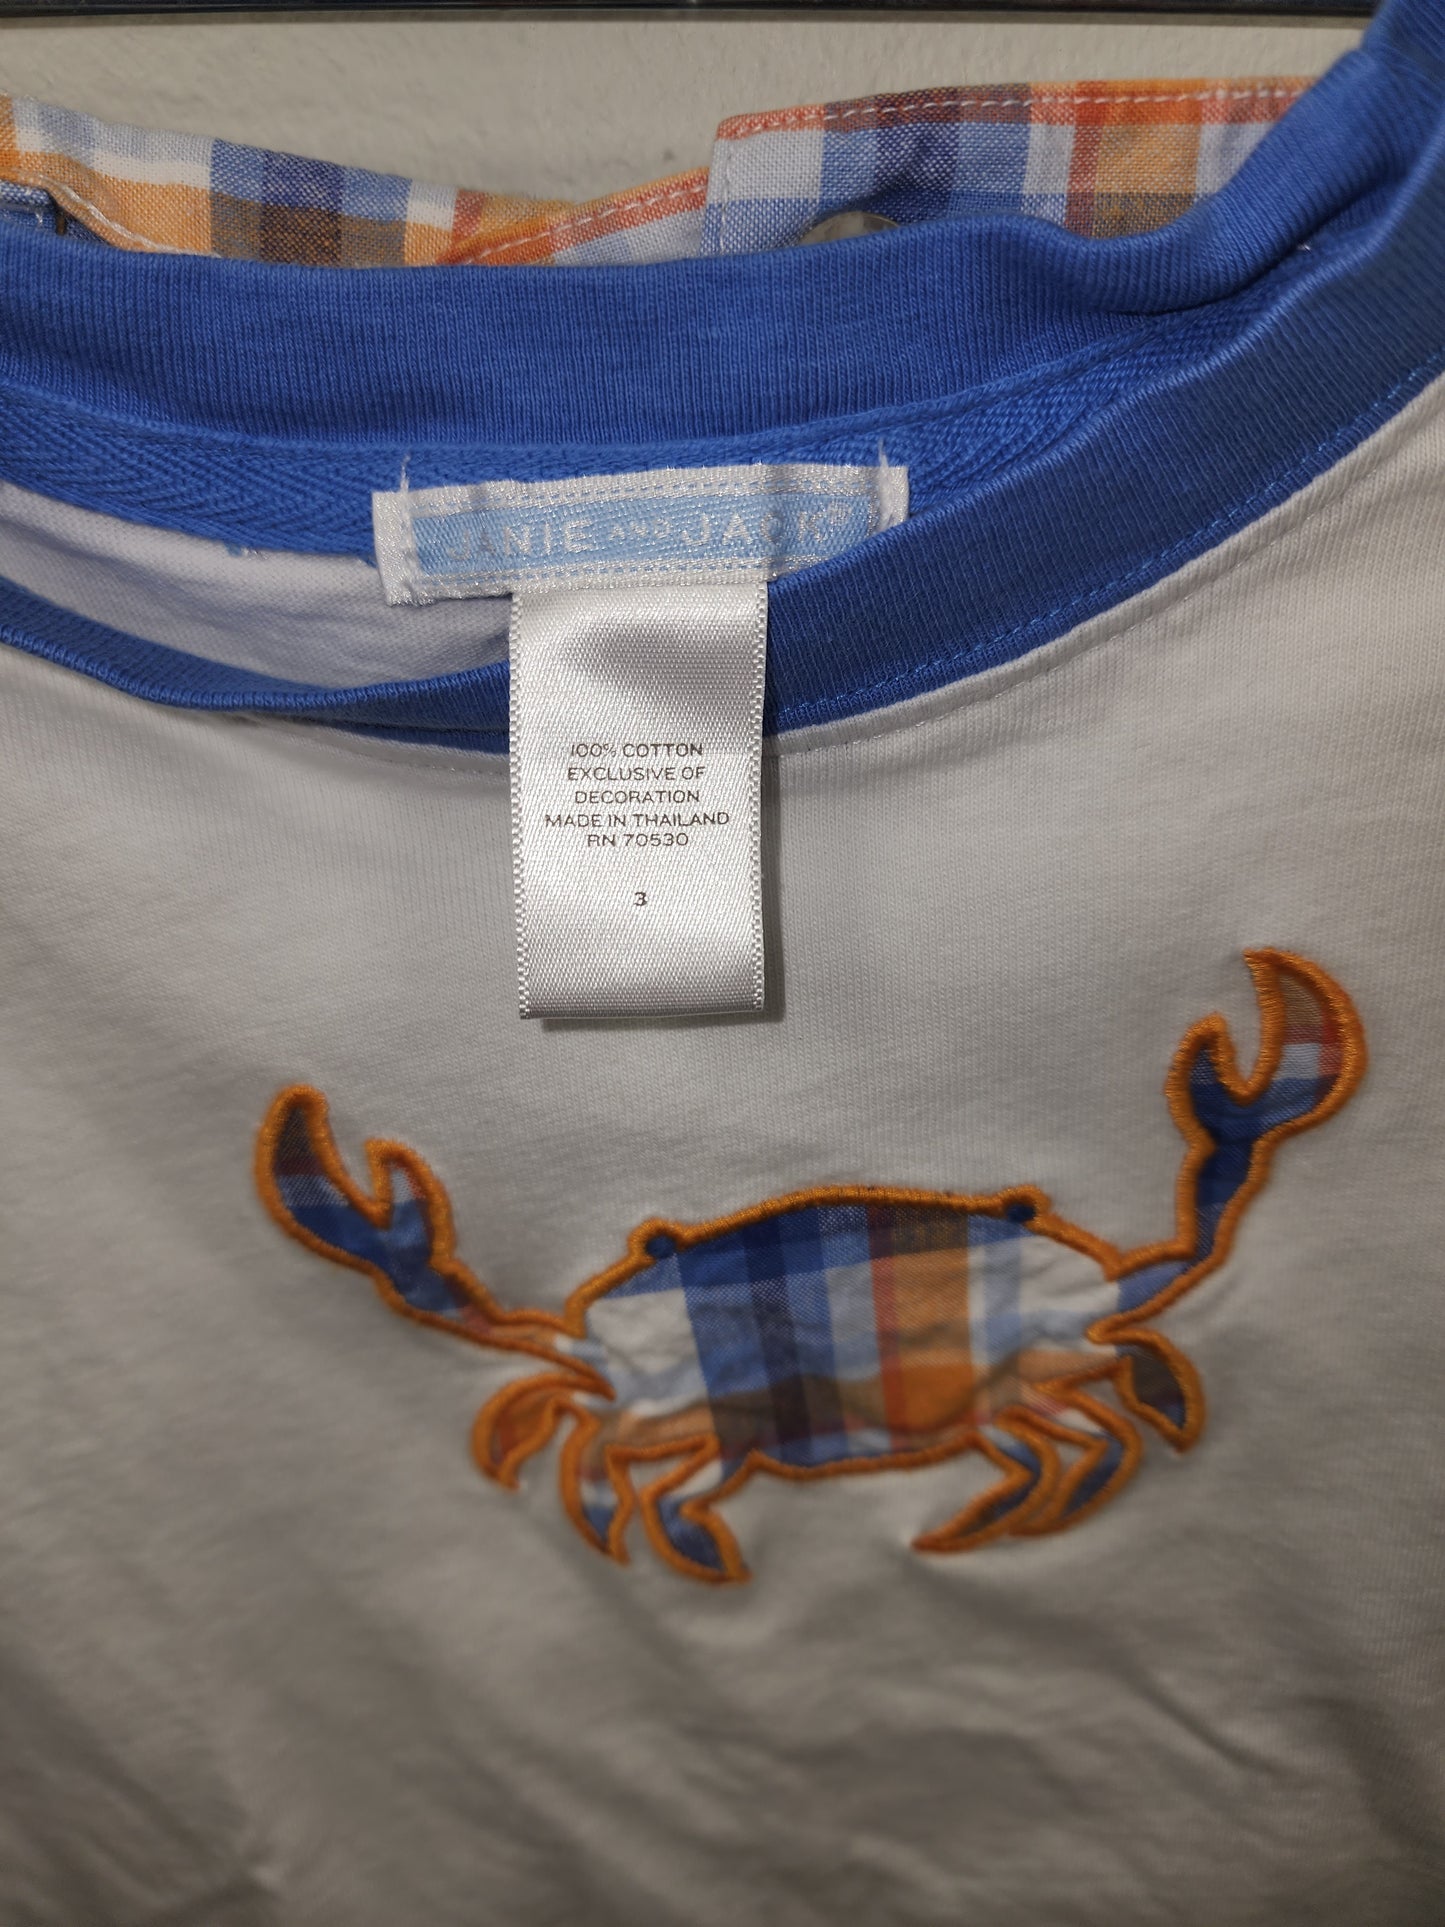 JANIE AND JACK®
100% COTTON
EXCLUSIVE OF
DECORATION
MADE IN THAILAND
RN 70530
3